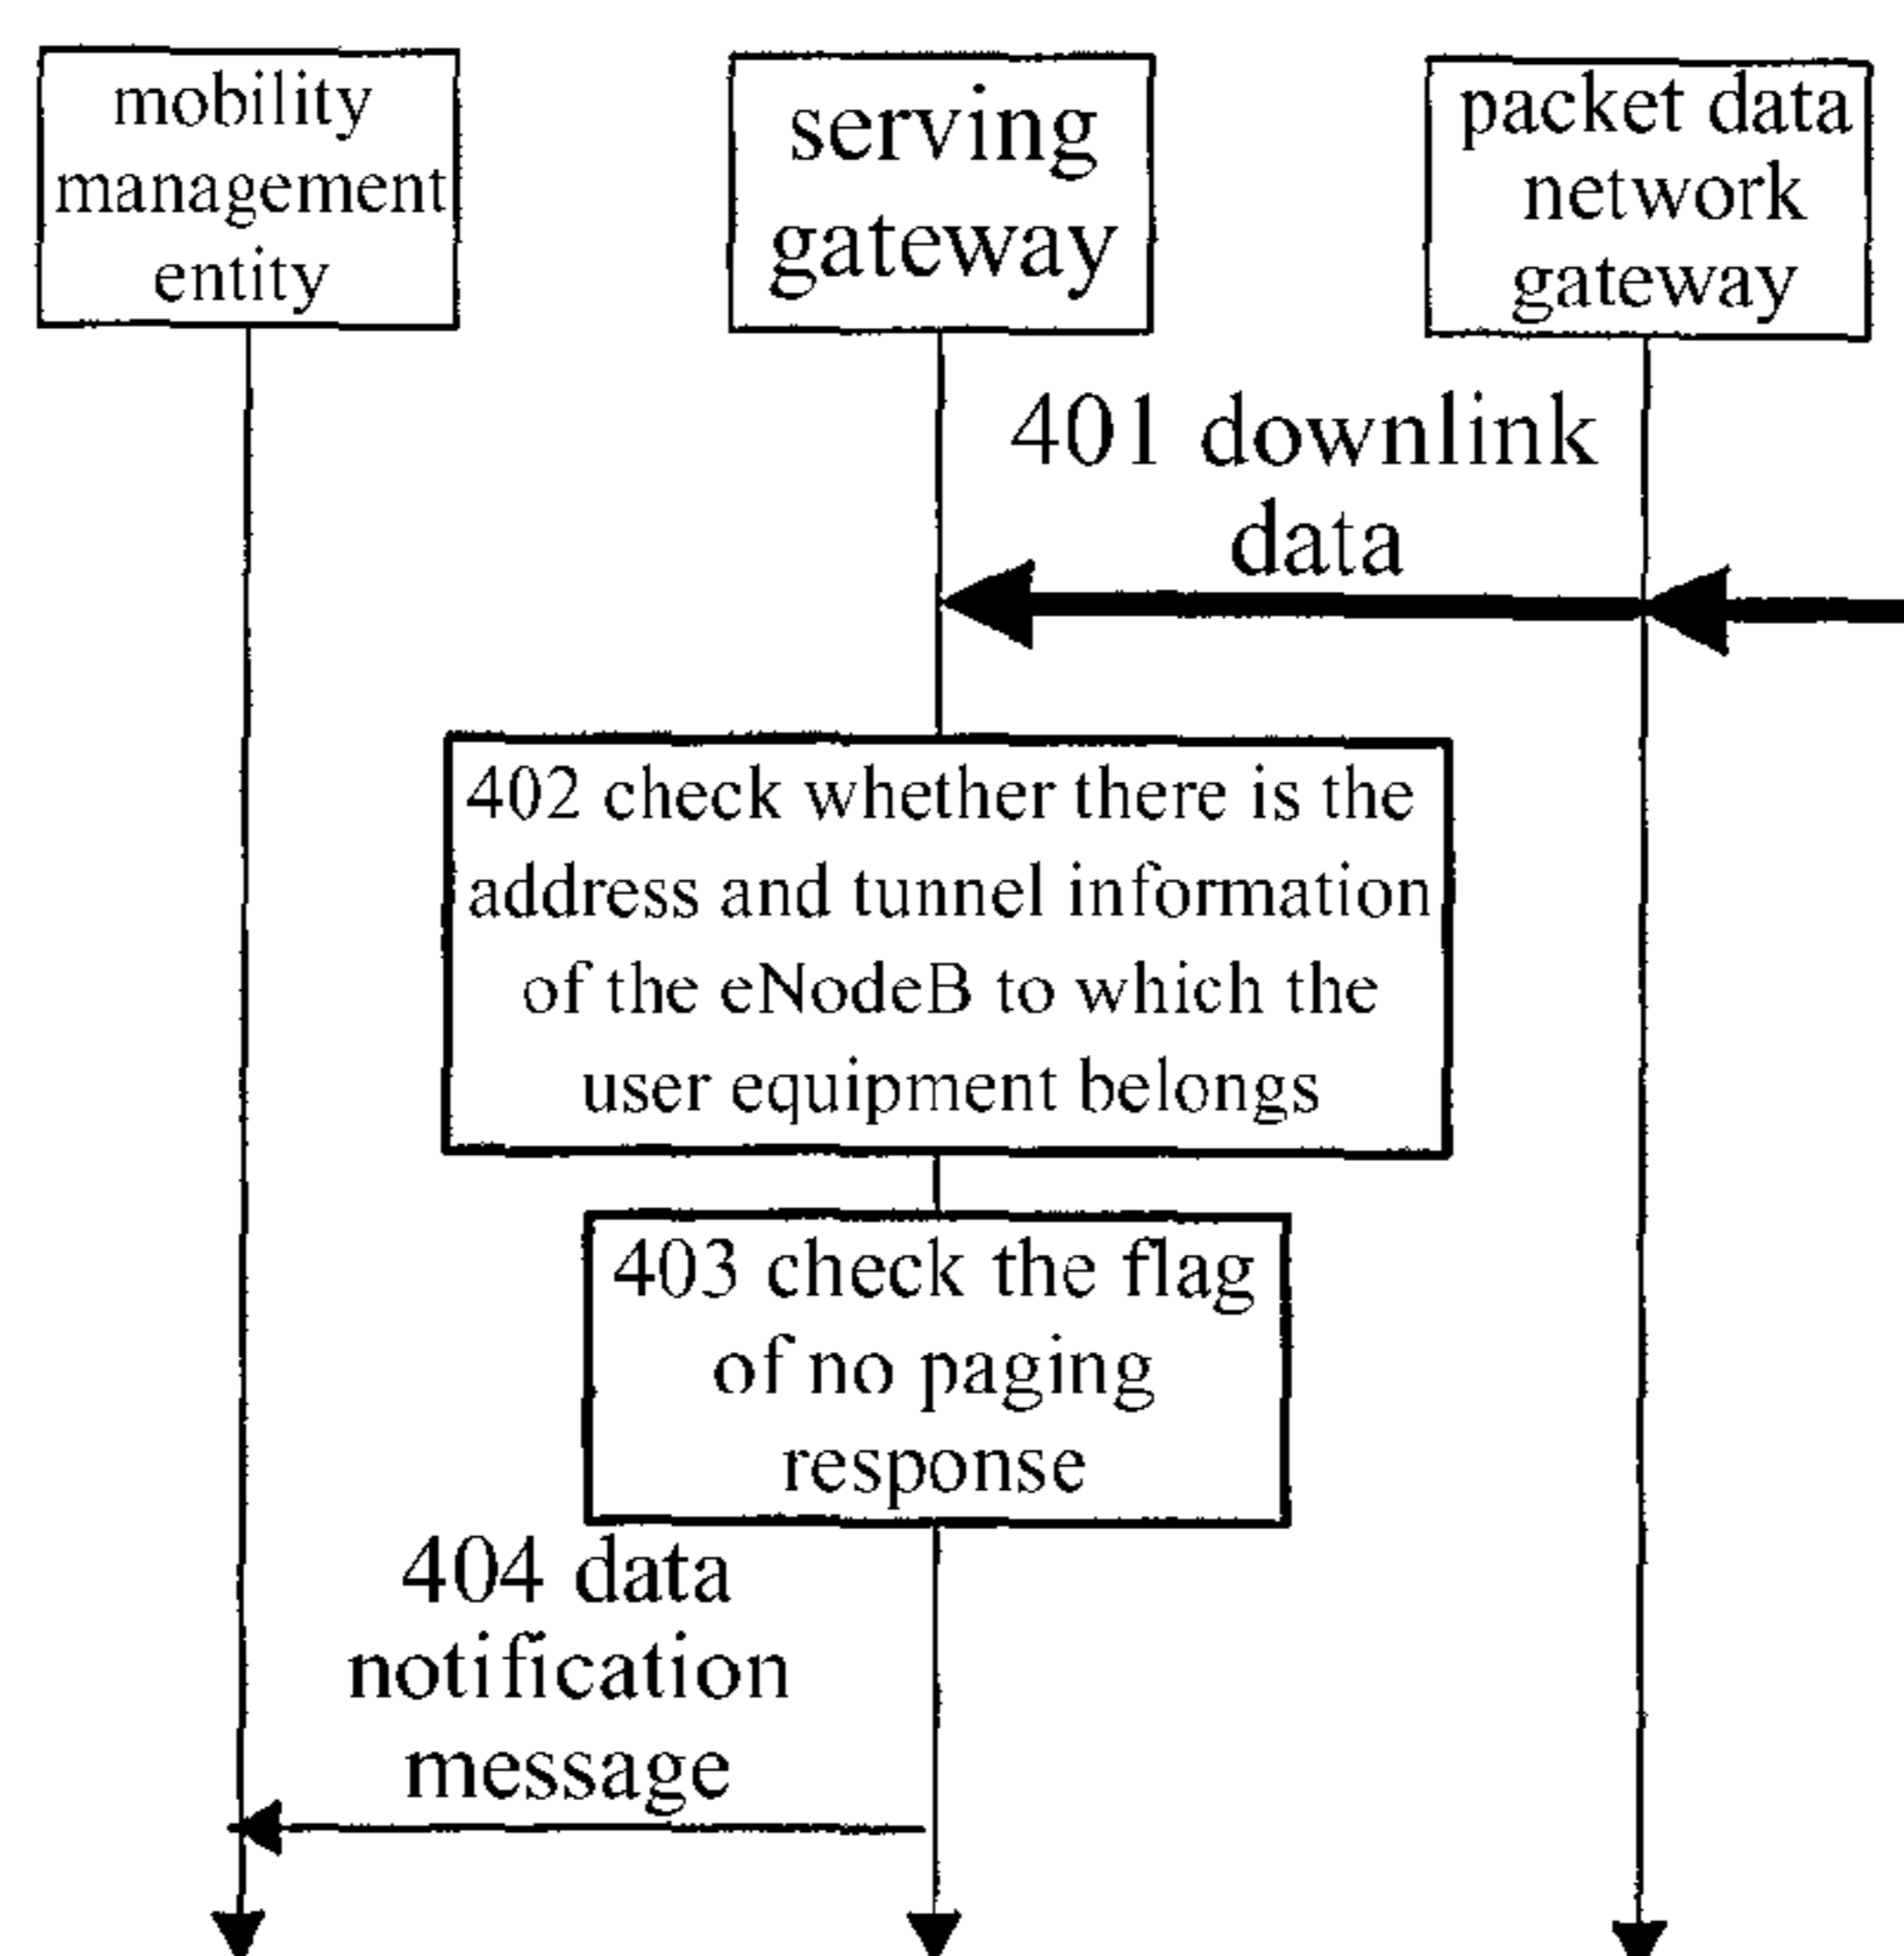 mobility
management
entity
serving
gateway
packet data
network
gateway
401 downlink
data
402 check whether there is the
address and tunnel information
of the eNodeB to which the
user equipment belongs
403 check the flag
of no paging
response
404 data
notification
message